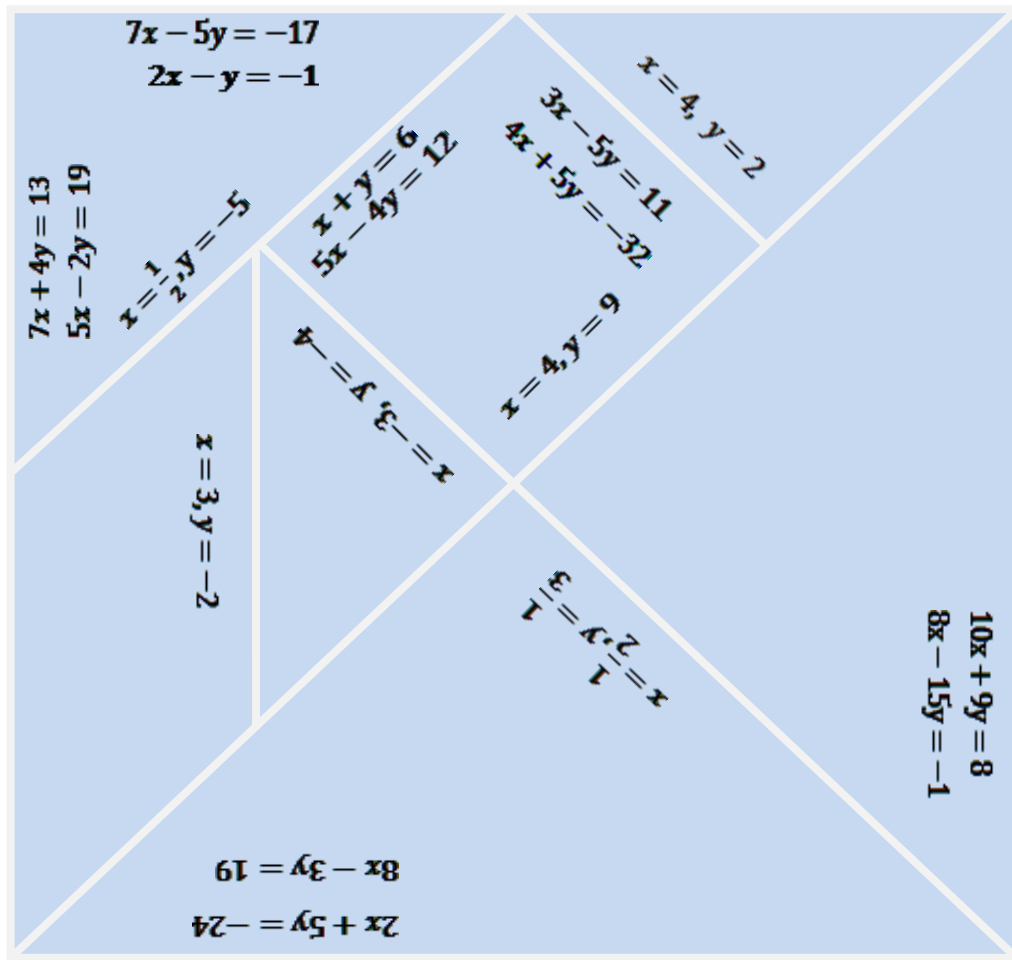 7x − 5y = −17
2x − y = −1
x = 4, y = 2
3x − 5y = 11
4x + 5y = −32
x + y = 6
5x − 4y = 12
7x + 4y = 13
5x − 2y = 19
x = 1/2, y = −5
x = 4, y = 9
x = −3, y = −4
x = 3, y = −2
x = 1/2, y = 1/3
10x + 9y = 8
8x − 15y = −1
2x + 5y = −24
8x − 3y = 19